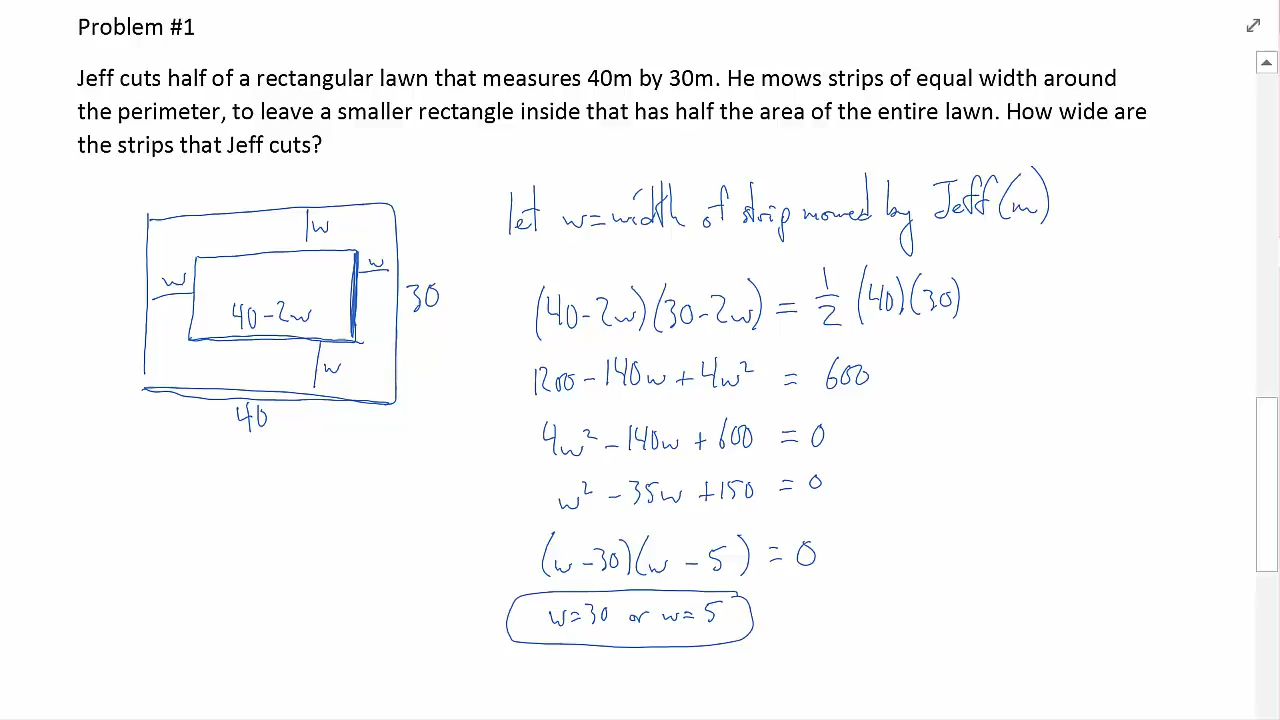 Problem #1
Jeff cuts half of a rectangular lawn that measures 40m by 30m. He mows strips of equal width around
the perimeter, to leave a smaller rectangle inside that has half the area of the entire lawn. How wide are
the strips that Jeff cuts?
let w=width of strip mowed by Jeff (m)
w
w
w
30
40-2w
w
40
(40-2w)(30-2w) = 1/2 (40)(30)
1200-140w+4w² = 600
4w²-140w+600 = 0
w²-35w+150 = 0
(w-30)(w-5) = 0
w=30 or w=5